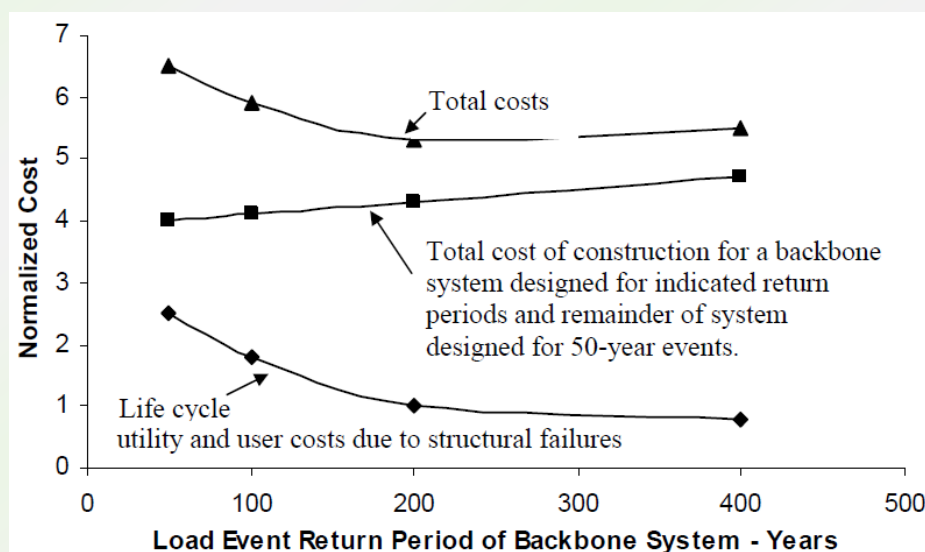 7
6
5
4
3
2
1
0
Normalized Cost
Total costs
Total cost of construction for a backbone
system designed for indicated return
periods and remainder of system
designed for 50-year events.
Life cycle
utility and user costs due to structural failures
0 100 200 300 400 500
Load Event Return Period of Backbone System - Years